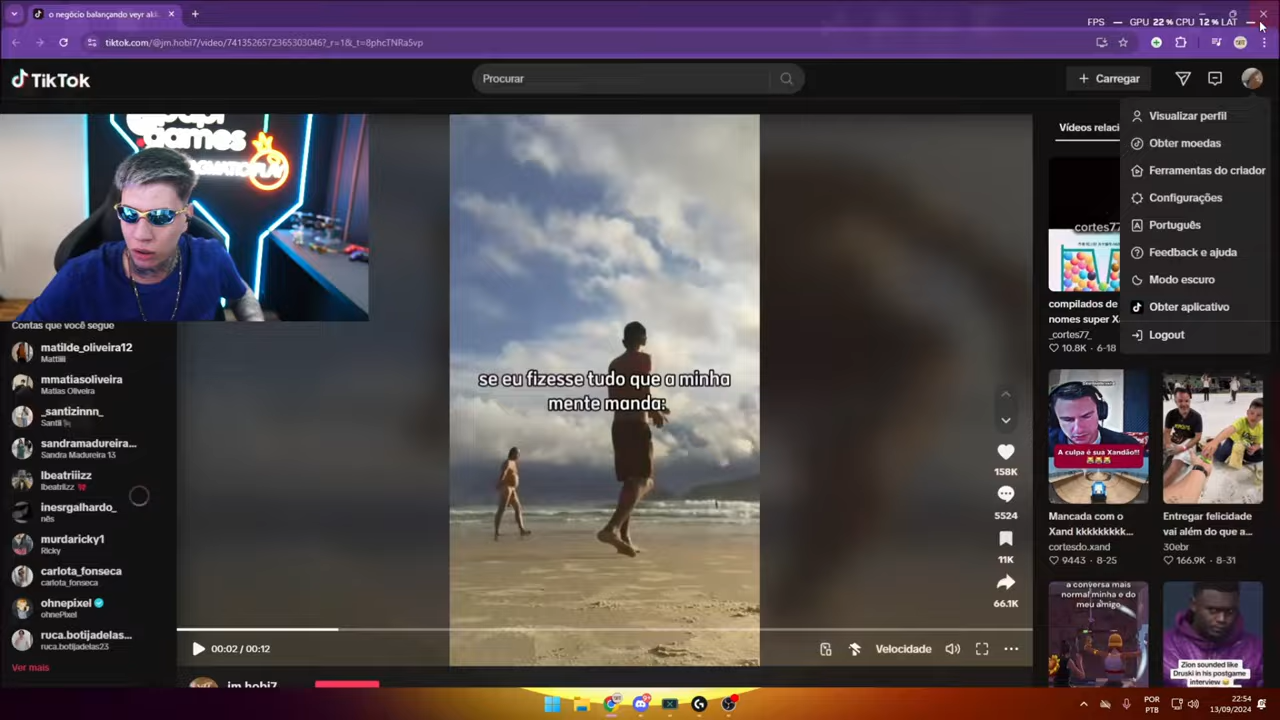 o negócio balançando veyr akk
FPS — GPU 22 % CPU 12 % LAT —
tiktok.com/@jm.hobi7/video/7413526572365303046?_r=1&_t=8phcTNRa5vp
TikTok
Procurar
Carregar
games
Vídeos relaci
Visualizar perfil
Obter moedas
Ferramentas do criador
Configurações
Português
Feedback e ajuda
Modo escuro
Obter aplicativo
Logout
cortes77
compilados de
nomes super X
_cortes77_
10.8K · 6-18
Contas que você segue
matilde_oliveira12
Mattiiii
mmatiasoliveira
Matias Oliveira
_santizinnn_
Santii
sandramadureira...
Sandra Madureira 13
lbeatriiizz
lbeatriizz
inesrgalhardo_
nês
murdaricky1
Ricky
carlota_fonseca
carlota_fonseca
ohnepixel
ohnePixel
ruca.botijadelas...
ruca.botijadelas23
Ver mais
se eu fizesse tudo que a minha
mente manda:
158K
5524
11K
66.1K
A culpa é sua Xandão!!!
Mancada com o
Xand kkkkkkkkk...
cortesdo.xand
9443 · 8-25
Entregar felicidade
vai além do que a...
30ebr
166.9K · 8-31
a conversa mais
normal minha e do
meu amigo
Zion sounded like
Druski in his postgame
interview
00:02 / 00:12
Velocidade
jm.hobi7
POR
PTB
22:54
13/09/2024